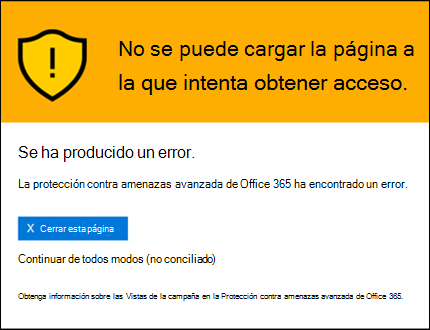 No se puede cargar la página a
la que intenta obtener acceso.
Se ha producido un error.
La protección contra amenazas avanzada de Office 365 ha encontrado un error.
X Cerrar esta página
Continuar de todos modos (no conciliado)
Obtenga información sobre las Vistas de la campaña en la Protección contra amenazas avanzada de Office 365.